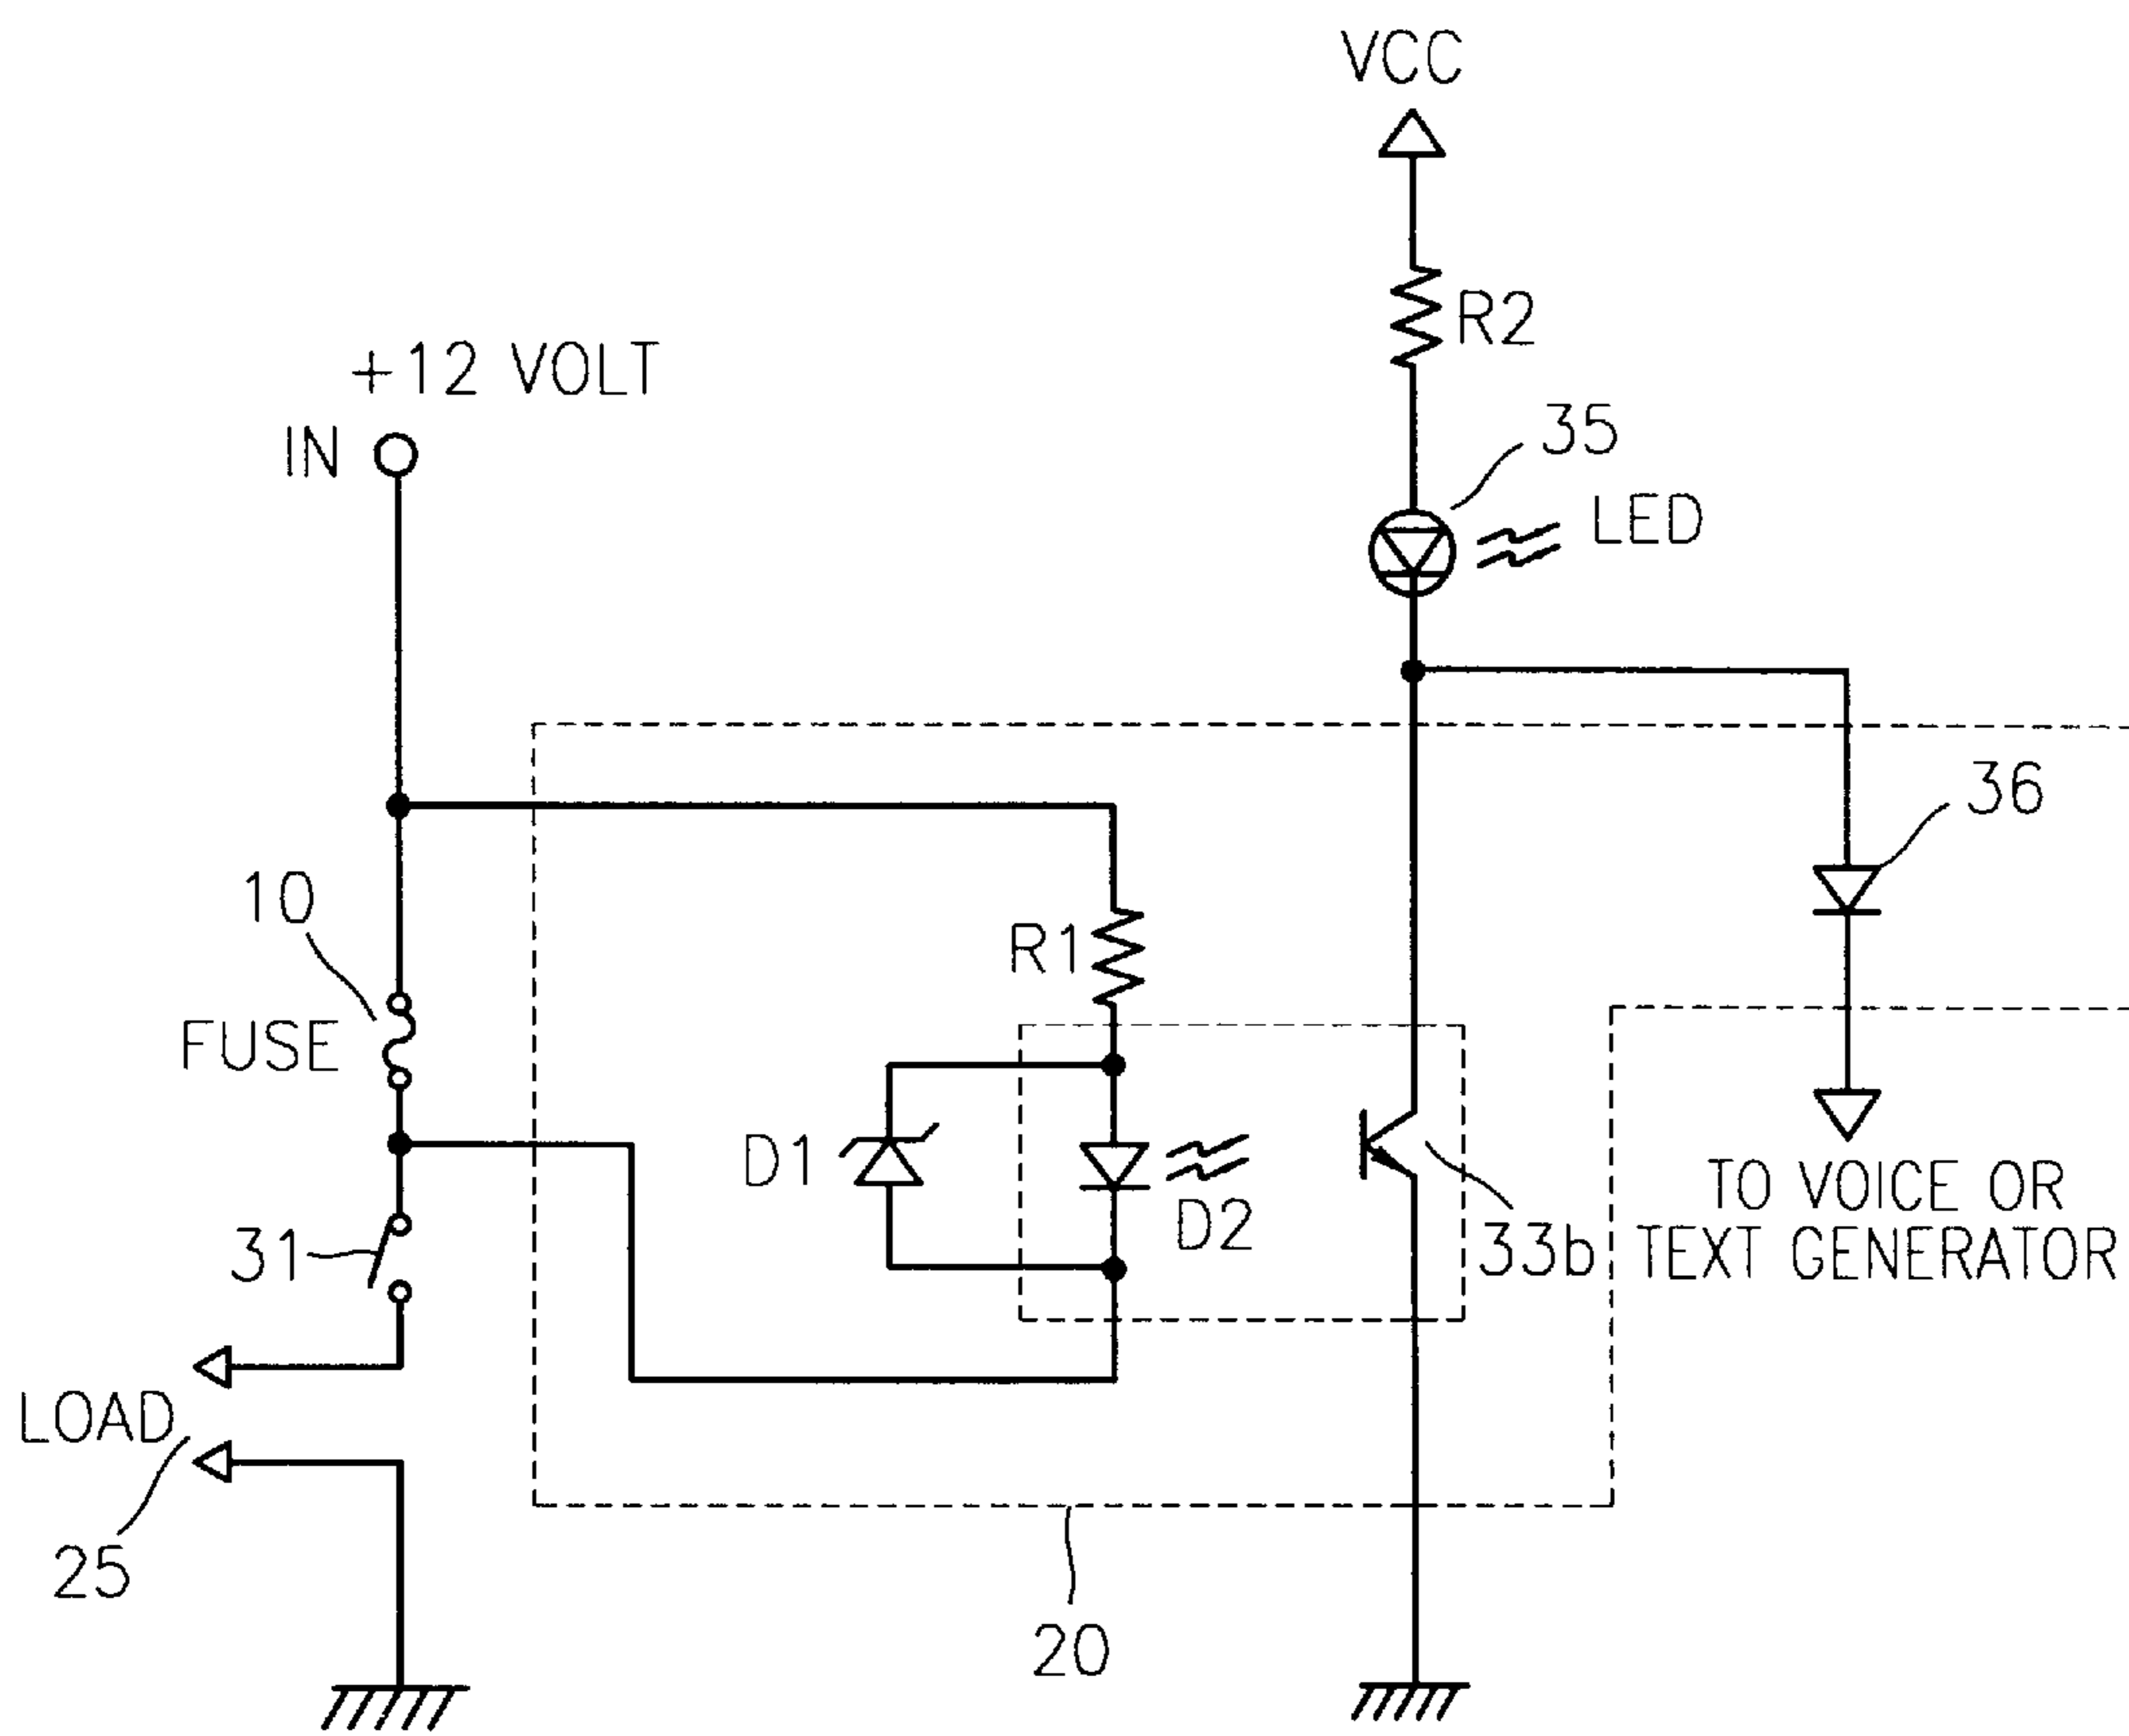 VCC
R2
+12 VOLT
IN
35
LED
36
10
R1
FUSE
D1
D2
31
33b
TO VOICE OR
TEXT GENERATOR
LOAD
25
20